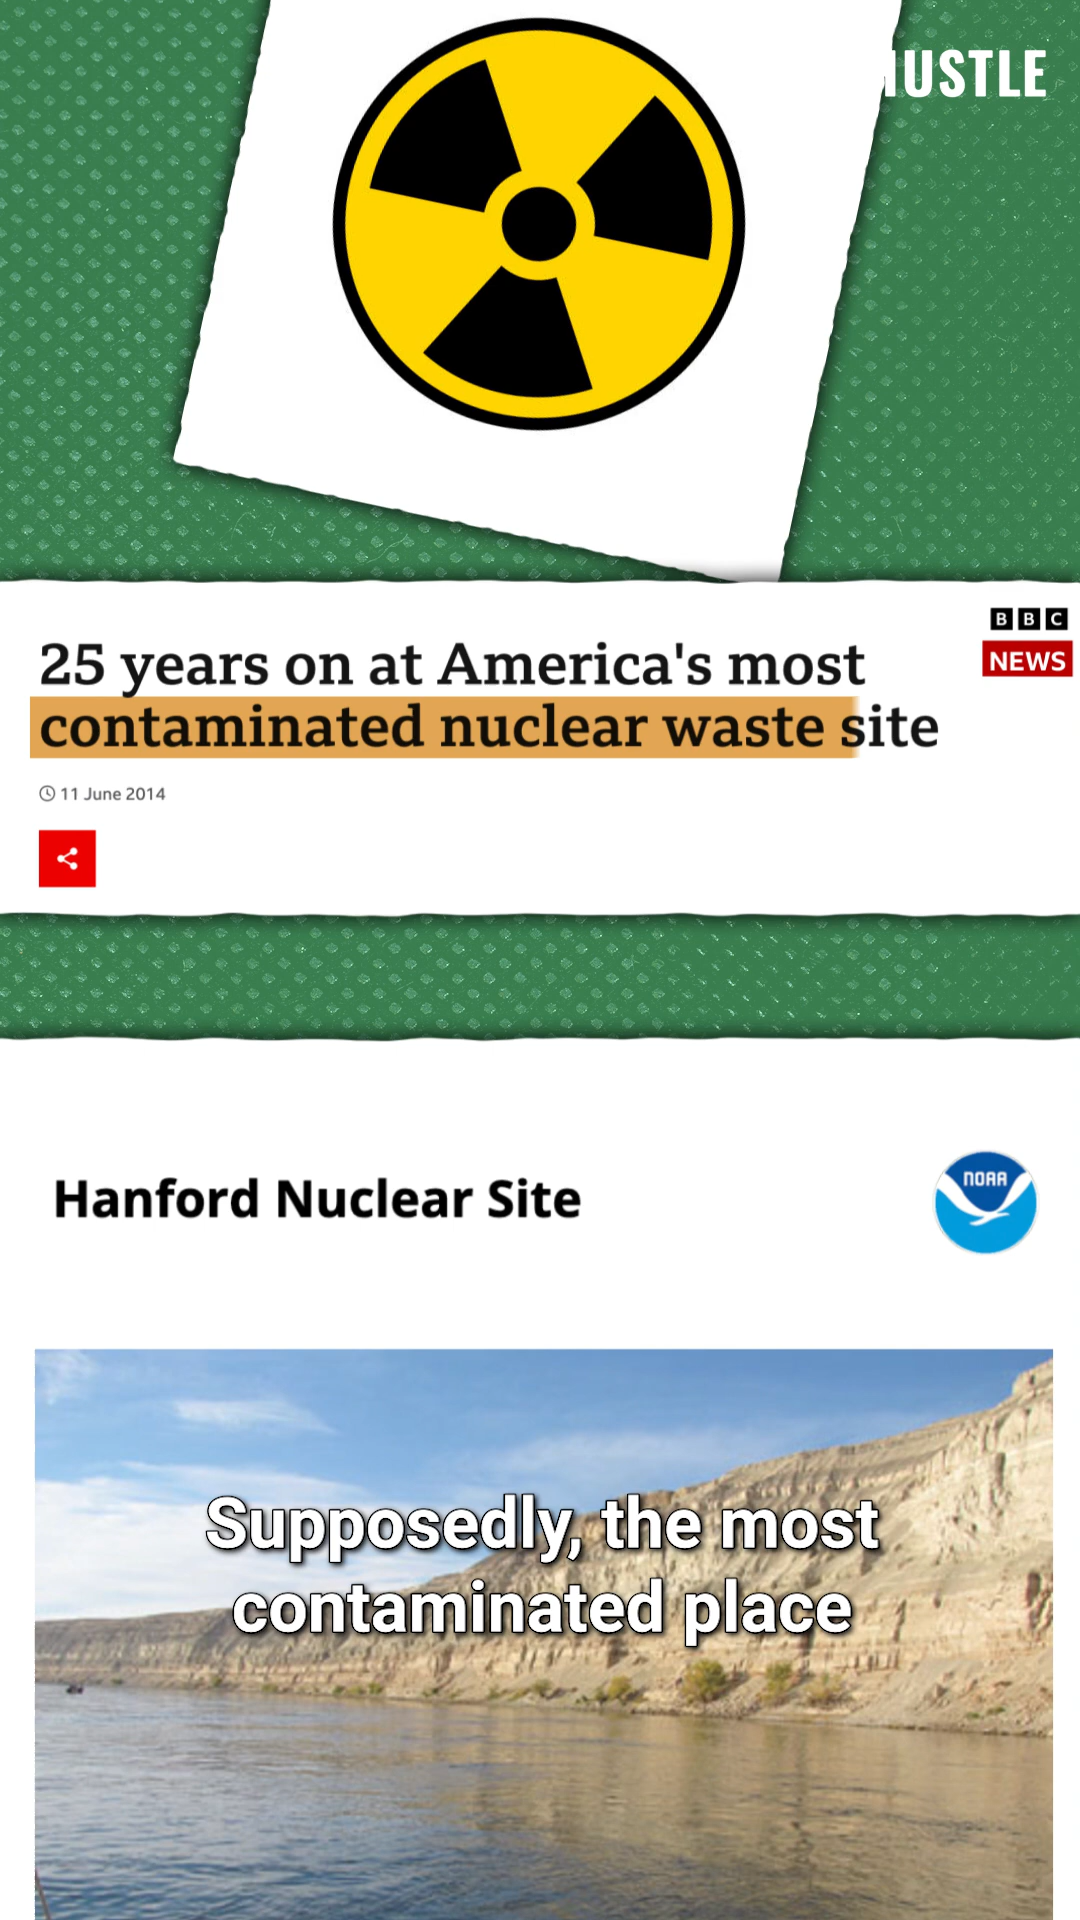 HUSTLE
BBC
NEWS
25 years on at America's most
contaminated nuclear waste site
11 June 2014
Hanford Nuclear Site
NOAA
Supposedly, the most
contaminated place